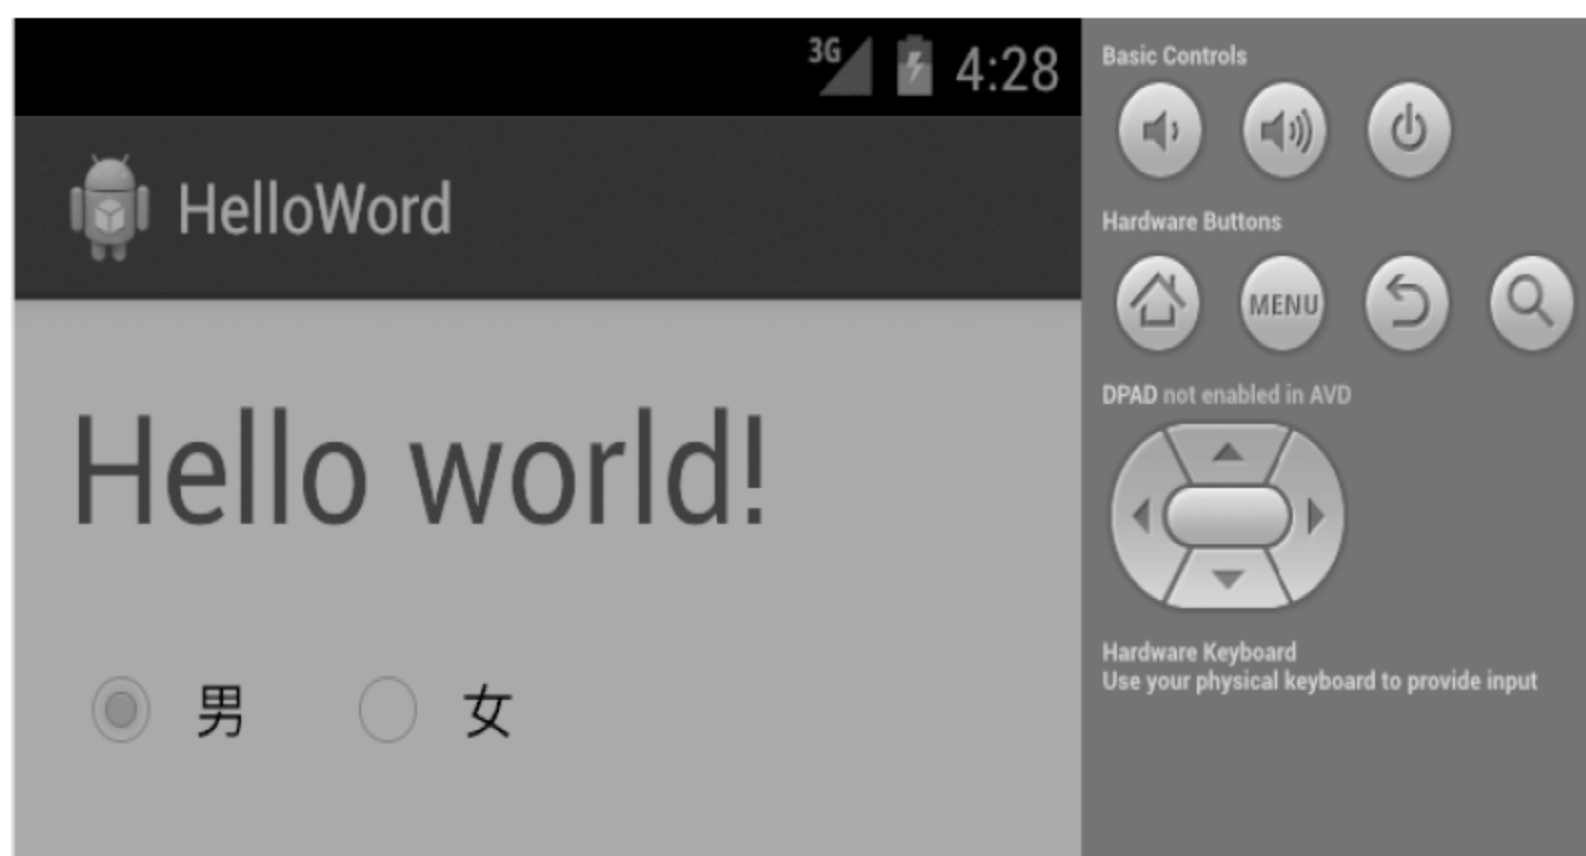 3G 4:28
HelloWord
Hello world!
男 女
Basic Controls
Hardware Buttons
MENU
DPAD not enabled in AVD
Hardware Keyboard
Use your physical keyboard to provide input